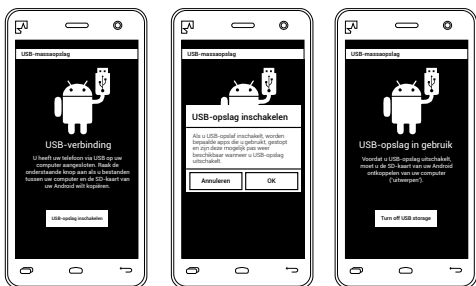 USB-massaopslag
USB-verbinding
U heeft uw telefoon via USB op uw
computer aangesloten. Raak de
onderstaande knop aan als u bestanden
tussen uw computer en de SD-kaart van
uw Android wilt kopiëren.
USB-opslag inschakelen
USB-massaopslag
USB-opslag inschakelen
Als u USB-opslaf inschakelt, worden
bepaalde apps die u gebruikt, gestopt
en zijn deze mogelijk pas weer
beschikbaar wanneer u USB-opslag
uitschakelt.
Annuleren
OK
USB-massaopslag
USB-opslag in gebruik
Voordat u USB-opslag uitschakelt,
moet u de SD-kaart van uw Android
ontkoppelen van uw computer
('uitwerpen').
Turn off USB storage